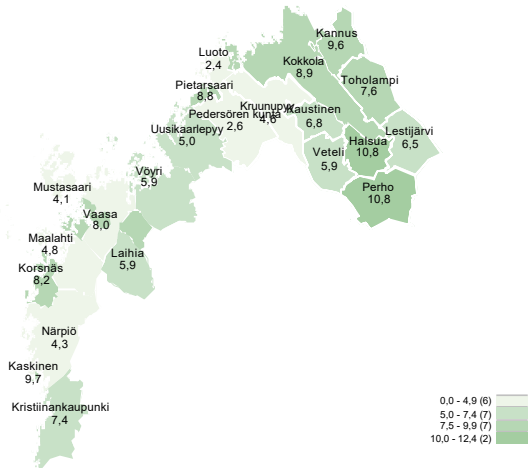 Kannus
9,6
Luoto
2,4
Kokkola
8,9
Toholampi
7,6
Pietarsaari
8,8
Kruunupyy
4,6
Kaustinen
6,8
Pedersören kunta
2,6
Uusikaarlepyy
5,0
Lestijärvi
6,5
Halsua
10,8
Veteli
5,9
Vöyri
5,9
Perho
10,8
Mustasaari
4,1
Vaasa
8,0
Maalahti
4,8
Laihia
5,9
Korsnäs
8,2
Närpiö
4,3
Kaskinen
9,7
Kristiinankaupunki
7,4
0,0 - 4,9 (6)
5,0 - 7,4 (7)
7,5 - 9,9 (7)
10,0 - 12,4 (2)